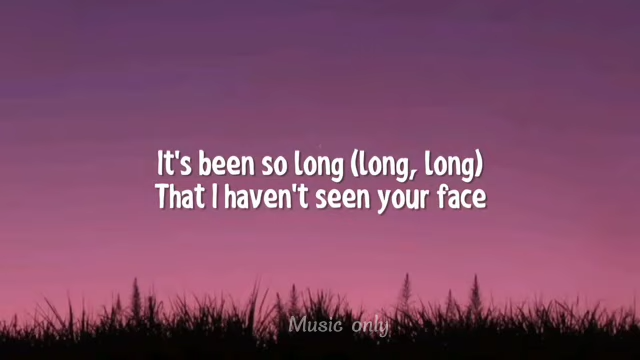 It's been so long (long, long)
That I haven't seen your face
Music only